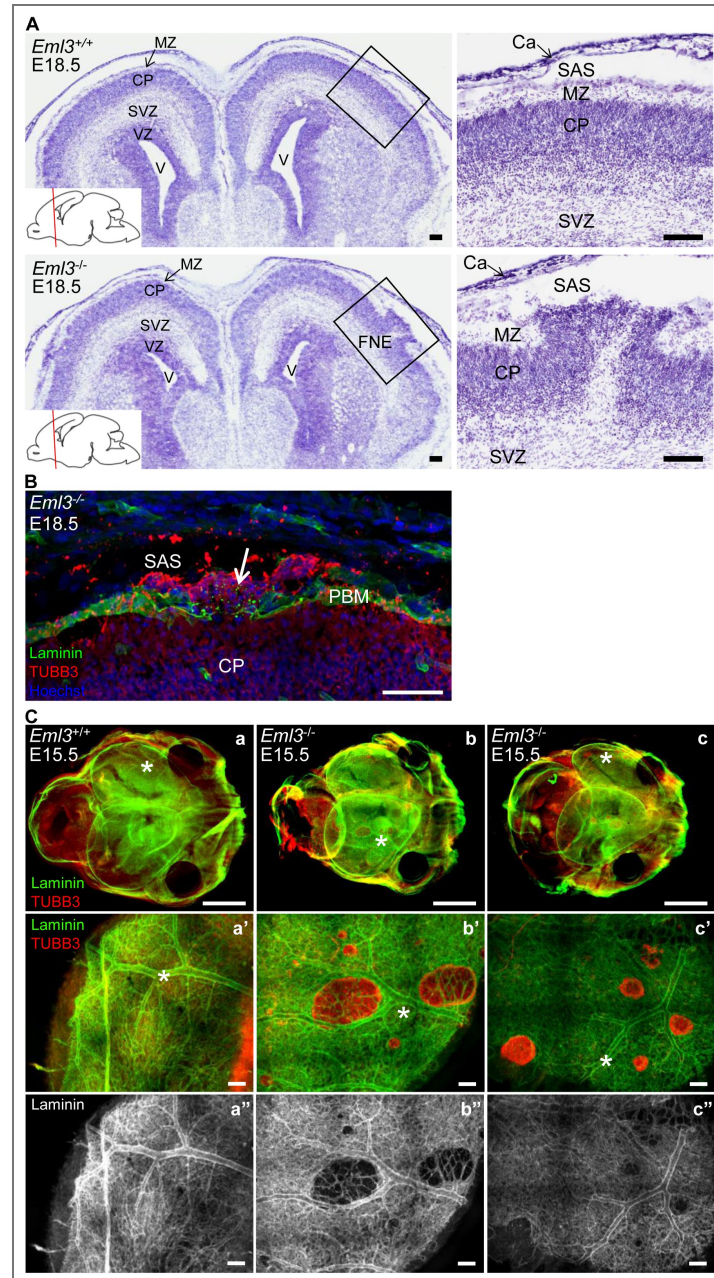 A
Eml3+/+
E18.5
MZ
CP
SVZ
VZ
V
V
Ca
SAS
MZ
CP
SVZ
Eml3-/-
E18.5
MZ
CP
SVZ
VZ
V
V
FNE
Ca
SAS
MZ
CP
SVZ
B
Eml3-/-
E18.5
SAS
PBM
CP
Laminin
TUBB3
Hoechst
C
Eml3+/+
E15.5
a
*
Laminin
TUBB3
Eml3-/-
E15.5
b
*
Eml3-/-
E15.5
c
*
Laminin
TUBB3
a'
*
b'
*
c'
*
Laminin
a"
b"
c"